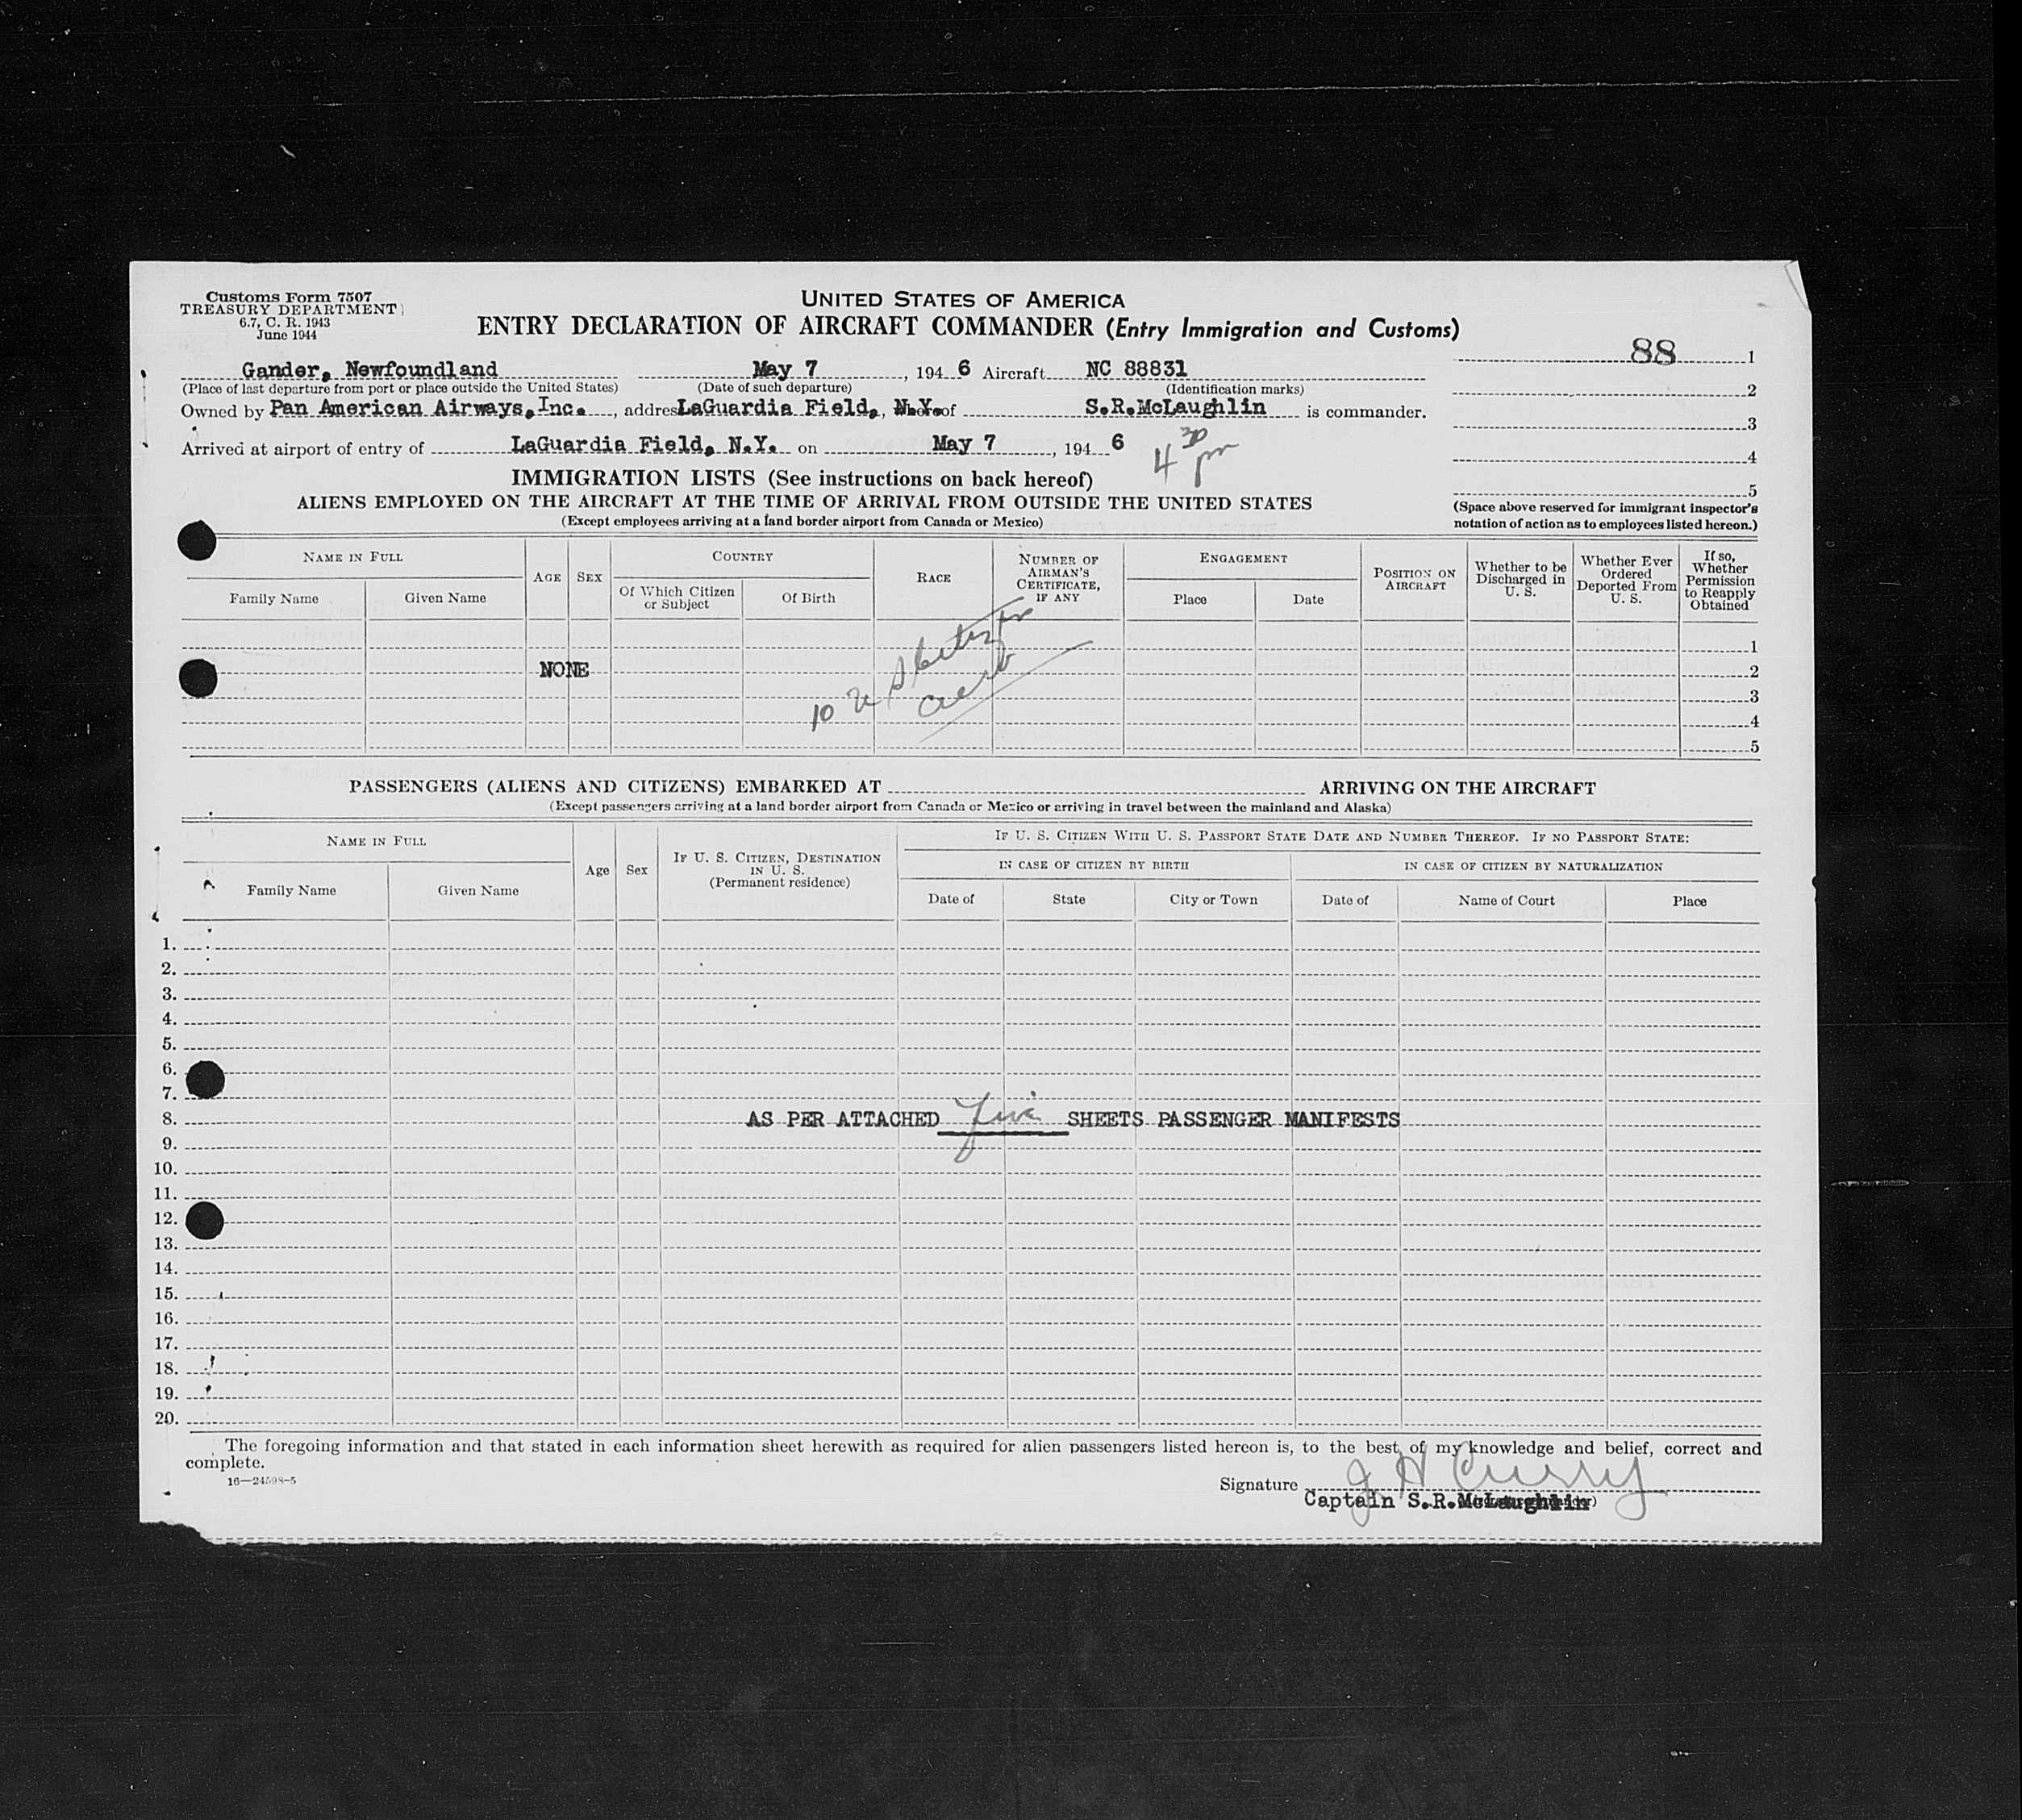 Customs Form 7507
TREASURY DEPARTMENT
6.7, C. R. 1943
June 1944
UNITED STATES OF AMERICA
ENTRY DECLARATION OF AIRCRAFT COMMANDER (Entry Immigration and Customs)
88 1
Gander, Newfoundland May 7, 1946 Aircraft NC 88831
(Place of last departure from port or place outside the United States) (Date of such departure) (Identification marks)
2
Owned by Pan American Airways, Inc., address LaGuardia Field, N.Y. whereof S.R.McLaughlin is commander.
3
Arrived at airport of entry of LaGuardia Field, N.Y. on May 7, 1946 4 30 pm
4
IMMIGRATION LISTS (See instructions on back hereof)
5
ALIENS EMPLOYED ON THE AIRCRAFT AT THE TIME OF ARRIVAL FROM OUTSIDE THE UNITED STATES
(Except employees arriving at a land border airport from Canada or Mexico)
(Space above reserved for immigrant inspector's
notation of action as to employees listed hereon.)
NAME IN FULL
Family Name Given Name
AGE SEX
COUNTRY
Of Which Citizen or Subject Of Birth
RACE
NUMBER OF AIRMAN'S CERTIFICATE, IF ANY
ENGAGEMENT
Place Date
POSITION ON AIRCRAFT
Whether to be Discharged in U. S.
Whether Ever Ordered Deported From U. S.
If so, Whether Permission to Reapply Obtained
1
NONE 2
3
10
4
5
PASSENGERS (ALIENS AND CITIZENS) EMBARKED AT ARRIVING ON THE AIRCRAFT
(Except passengers arriving at a land border airport from Canada or Mexico or arriving in travel between the mainland and Alaska)
NAME IN FULL
Family Name Given Name
Age Sex
IF U. S. CITIZEN, DESTINATION IN U. S. (Permanent residence)
IF U. S. CITIZEN WITH U. S. PASSPORT STATE DATE AND NUMBER THEREOF. IF NO PASSPORT STATE:
IN CASE OF CITIZEN BY BIRTH IN CASE OF CITIZEN BY NATURALIZATION
Date of State City or Town Date of Name of Court Place
1.
2.
3.
4.
5.
6.
7.
8. AS PER ATTACHED five SHEETS PASSENGER MANIFESTS
9.
10.
11.
12.
13.
14.
15.
16.
17.
18.
19.
20.
The foregoing information and that stated in each information sheet herewith as required for alien passengers listed hereon is, to the best of my knowledge and belief, correct and
complete.
16—24598-5
Signature J H Curry
Captain S.R.McLaughlin